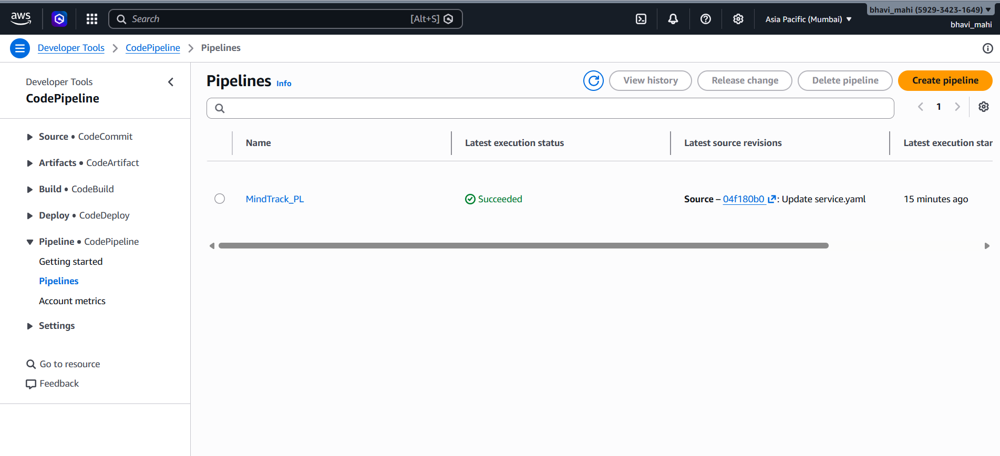 aws
Search [Alt+S]
Asia Pacific (Mumbai) ▼
bhavi_mahi (5929-3423-1649) ▼
bhavi_mahi
Developer Tools > CodePipeline > Pipelines
Developer Tools
CodePipeline
Source • CodeCommit
Artifacts • CodeArtifact
Build • CodeBuild
Deploy • CodeDeploy
Pipeline • CodePipeline
Getting started
Pipelines
Account metrics
Settings
Go to resource
Feedback
Pipelines Info
View history
Release change
Delete pipeline
Create pipeline
1
Name
Latest execution status
Latest source revisions
Latest execution star
MindTrack_PL
Succeeded
Source – 04f180b0 : Update service.yaml
15 minutes ago